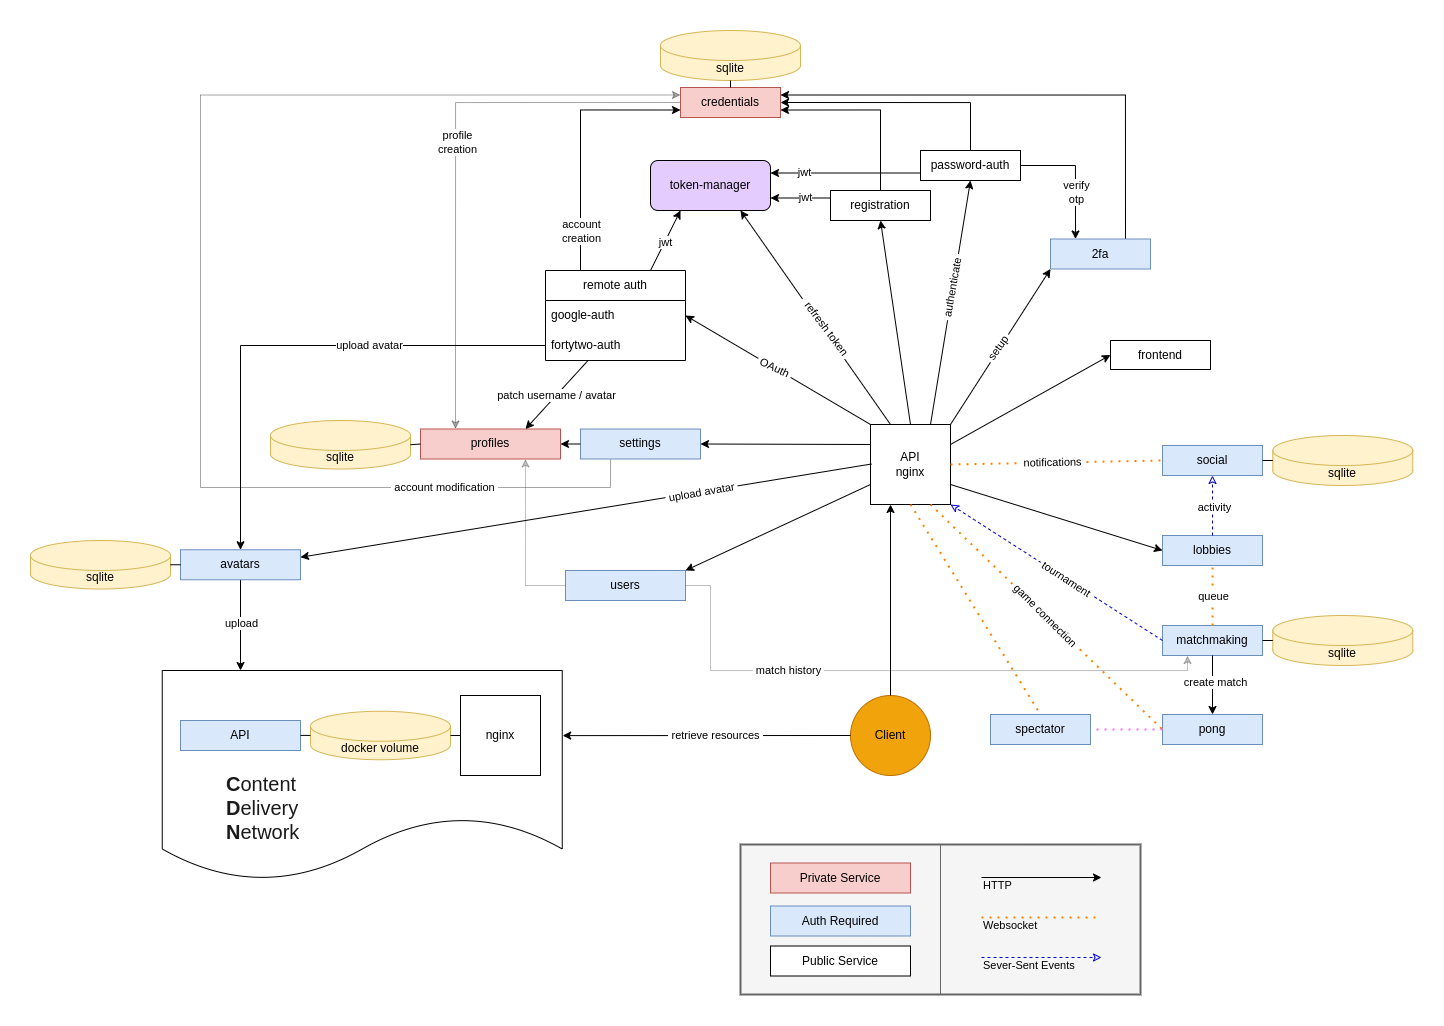 sqlite
credentials
profile
creation
password-auth
token-manager
jwt
verify
otp
jwt
registration
account
creation
jwt
2fa
remote auth
google-auth
fortytwo-auth
authenticate
refresh token
setup
upload avatar
OAuth
frontend
patch username / avatar
sqlite
profiles
settings
API
nginx
notifications
social
sqlite
account modification
upload avatar
activity
sqlite
avatars
lobbies
users
tournament
game connection
queue
upload
matchmaking
sqlite
match history
create match
API
docker volume
nginx
retrieve resources
Client
spectator
pong
Content
Delivery
Network
Private Service
HTTP
Auth Required
Websocket
Public Service
Sever-Sent Events